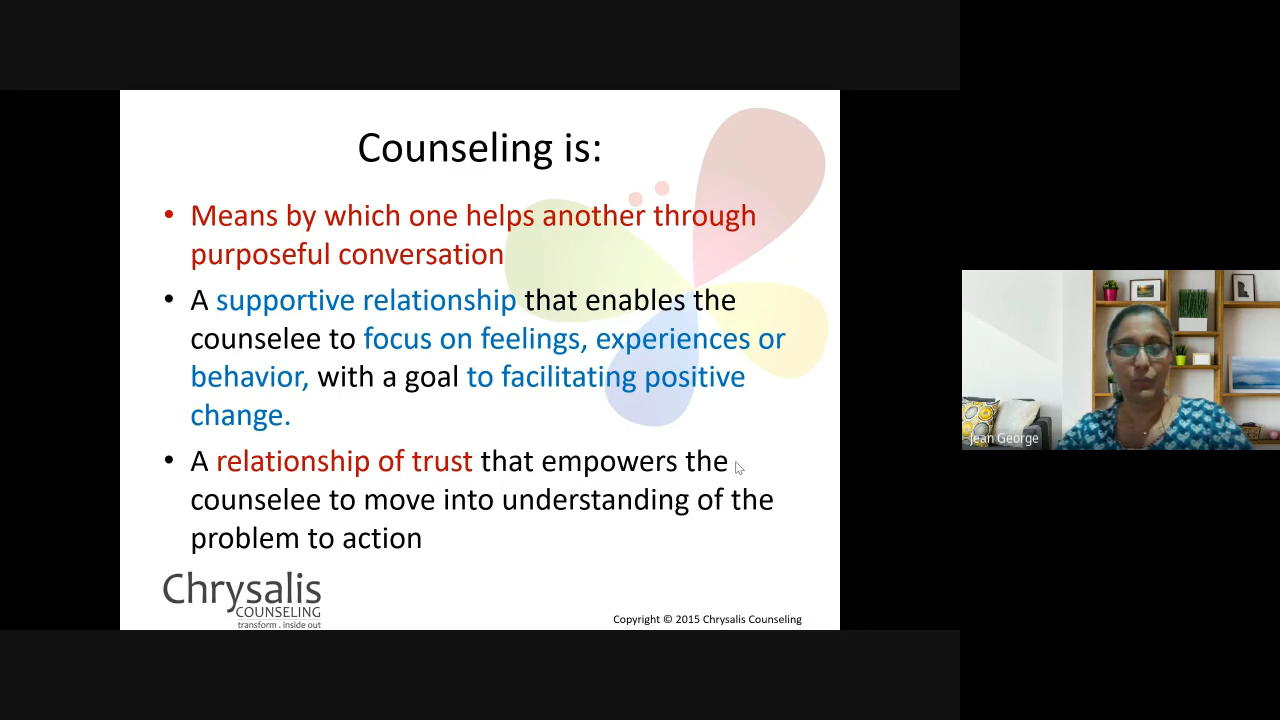 Counseling is:
• Means by which one helps another through
purposeful conversation
• A supportive relationship that enables the
counselee to focus on feelings, experiences or
behavior, with a goal to facilitating positive
change.
• A relationship of trust that empowers the
counselee to move into understanding of the
problem to action
Chrysalis
COUNSELING
transform . inside out
Copyright © 2015 Chrysalis Counseling
Jean George